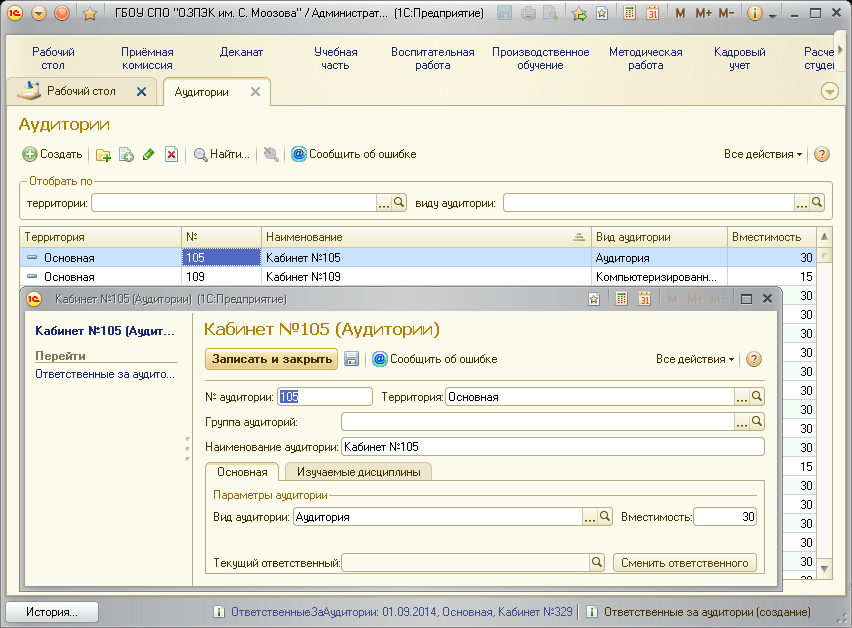 ГБОУ СПО "ОЗПЭК им. С. Моозова" / Администрат... (1С:Предприятие)
M M+ M-
Рабочий стол
Приёмная комиссия
Деканат
Учебная часть
Воспитательная работа
Производственное обучение
Методическая работа
Кадровый учет
Расче
студен
Рабочий стол
Аудитории
Аудитории
Создать
Найти...
Сообщить об ошибке
Все действия
Отобрать по
территории:
виду аудитории:
Территория № Наименование Вид аудитории Вместимость
Основная 105 Кабинет №105 Аудитория 30
Основная 109 Кабинет №109 Компьютеризированн... 15
30
30
30
30
30
30
30
30
30
15
30
30
30
30
30
Кабинет №105 (Аудитории) (1С:Предприятие)
M M+ M-
Кабинет №105 (Аудит...
Перейти
Ответственные за аудито...
Кабинет №105 (Аудитории)
Записать и закрыть
Сообщить об ошибке
Все действия
№ аудитории: 105 Территория: Основная
Группа аудиторий:
Наименование аудитории: Кабинет №105
Основная
Изучаемые дисциплины
Параметры аудитории
Вид аудитории: Аудитория Вместимость: 30
Текущий ответственный: Сменить ответственного
История...
ОтветственныеЗаАудитории: 01.09.2014, Основная, Кабинет №329
Ответственные за аудитории (создание)